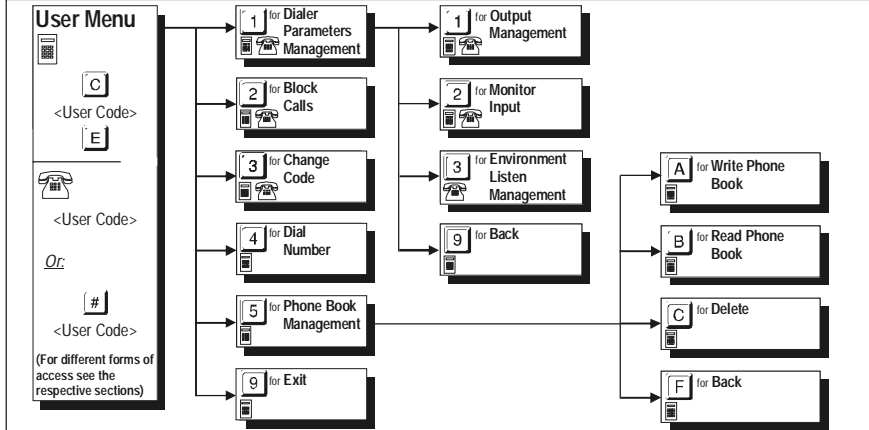 User Menu
C
<User Code>
E
<User Code>
Or:
#
<User Code>
(For different forms of
access see the
respective sections)
1 for Dialer
Parameters
Management
2 for Block
Calls
3 for Change
Code
4 for Dial
Number
5 for Phone Book
Management
9 for Exit
1 for Output
Management
2 for Monitor
Input
3 for Environment
Listen
Management
9 for Back
A for Write Phone
Book
B for Read Phone
Book
C for Delete
F for Back